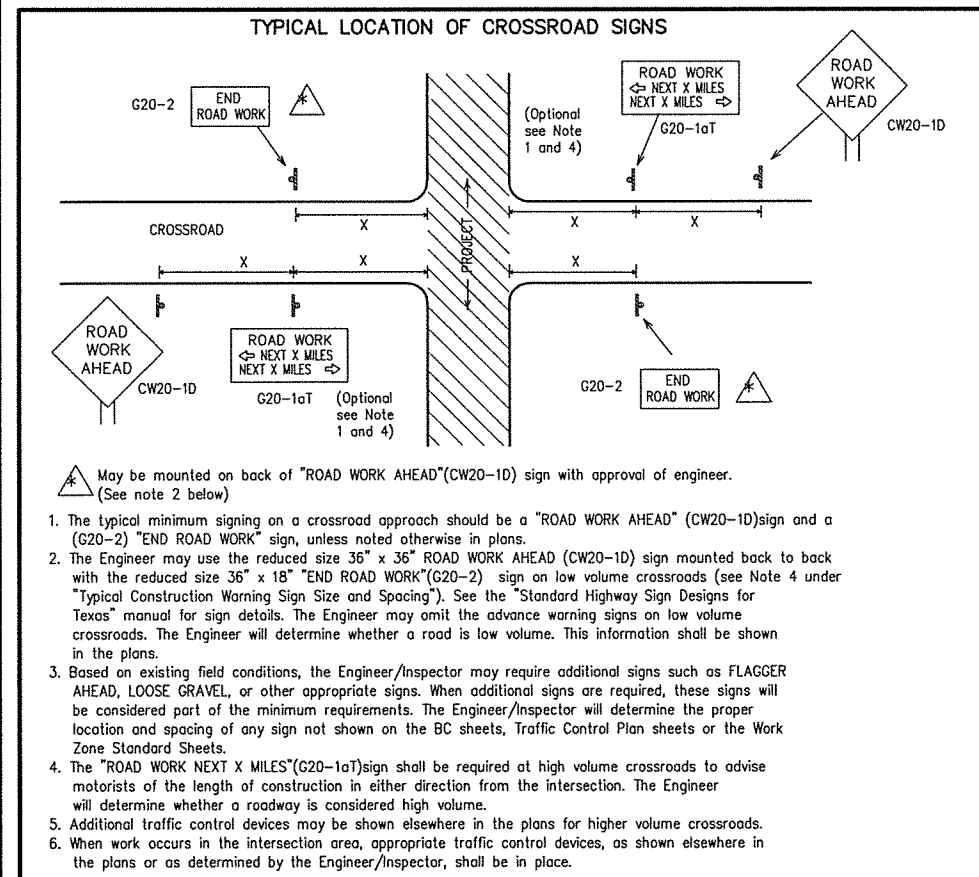 TYPICAL LOCATION OF CROSSROAD SIGNS
G20-2
END
ROAD WORK
*
(Optional
see Note
1 and 4)
ROAD WORK
⇦ NEXT X MILES
NEXT X MILES ⇨
G20-1aT
ROAD
WORK
AHEAD
CW20-1D
CROSSROAD
X
X
X
PROJECT
X
X
X
ROAD
WORK
AHEAD
CW20-1D
ROAD WORK
⇦ NEXT X MILES
NEXT X MILES ⇨
G20-1aT
(Optional
see Note
1 and 4)
G20-2
END
ROAD WORK
*
* May be mounted on back of "ROAD WORK AHEAD"(CW20-1D) sign with approval of engineer.
(See note 2 below)
1. The typical minimum signing on a crossroad approach should be a "ROAD WORK AHEAD" (CW20-1D)sign and a
(G20-2) "END ROAD WORK" sign, unless noted otherwise in plans.
2. The Engineer may use the reduced size 36" x 36" ROAD WORK AHEAD (CW20-1D) sign mounted back to back
with the reduced size 36" x 18" "END ROAD WORK"(G20-2) sign on low volume crossroads (see Note 4 under
"Typical Construction Warning Sign Size and Spacing"). See the "Standard Highway Sign Designs for
Texas" manual for sign details. The Engineer may omit the advance warning signs on low volume
crossroads. The Engineer will determine whether a road is low volume. This information shall be shown
in the plans.
3. Based on existing field conditions, the Engineer/Inspector may require additional signs such as FLAGGER
AHEAD, LOOSE GRAVEL, or other appropriate signs. When additional signs are required, these signs will
be considered part of the minimum requirements. The Engineer/Inspector will determine the proper
location and spacing of any sign not shown on the BC sheets, Traffic Control Plan sheets or the Work
Zone Standard Sheets.
4. The "ROAD WORK NEXT X MILES"(G20-1aT)sign shall be required at high volume crossroads to advise
motorists of the length of construction in either direction from the intersection. The Engineer
will determine whether a roadway is considered high volume.
5. Additional traffic control devices may be shown elsewhere in the plans for higher volume crossroads.
6. When work occurs in the intersection area, appropriate traffic control devices, as shown elsewhere in
the plans or as determined by the Engineer/Inspector, shall be in place.